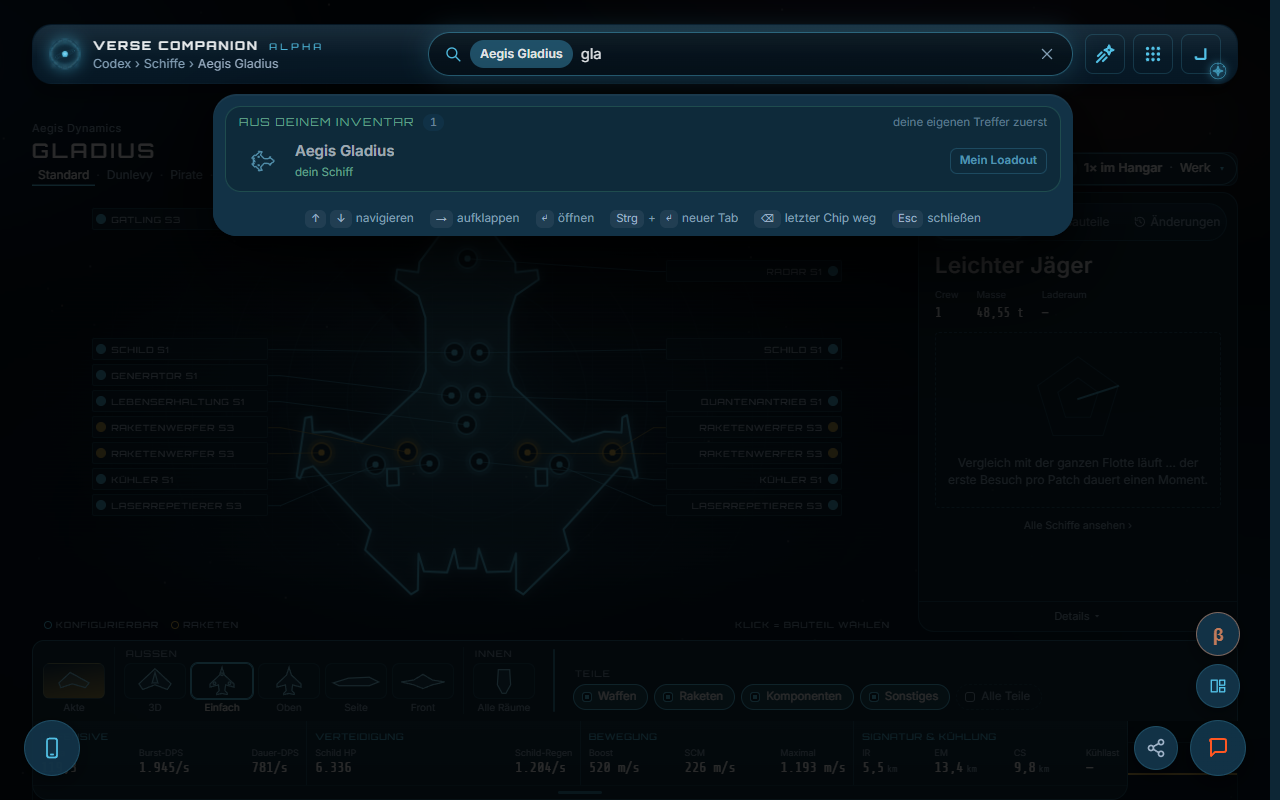 VERSE COMPANION ALPHA
Codex › Schiffe › Aegis Gladius
Aegis Gladius gla
AUS DEINEM INVENTAR 1
deine eigenen Treffer zuerst
Aegis Gladius
dein Schiff
Mein Loadout
↑ ↓ navigieren → aufklappen ↲ öffnen Strg + ↲ neuer Tab ⌫ letzter Chip weg Esc schließen
Aegis Dynamics
GLADIUS
Standard · Dunlevy · Pirate
1x im Hangar · Werk
Änderungen
GATLING S3
RADAR S1
SCHILD S1
SCHILD S1
GENERATOR S1
LEBENSERHALTUNG S1
QUANTENANTRIEB S1
RAKETENWERFER S3
RAKETENWERFER S3
RAKETENWERFER S3
RAKETENWERFER S3
KÜHLER S1
KÜHLER S1
LASERREPETIERER S3
LASERREPETIERER S3
Leichter Jäger
Crew Masse Laderaum
1 48,55 t –
Vergleich mit der ganzen Flotte läuft ... der
erste Besuch pro Patch dauert einen Moment.
Alle Schiffe ansehen ›
Details
KONFIGURIERBAR RAKETEN
KLICK = BAUTEIL WÄHLEN
AUSSEN
INNEN
Akte 3D Einfach Oben Seite Front Alle Räume
TEILE
Waffen Raketen Komponenten Sonstiges Alle Teile
VERTEIDIGUNG
BEWEGUNG
SIGNATUR & KÜHLUNG
Burst-DPS Dauer-DPS Schild HP Schild-Regen Boost SCM Maximal IR EM CS Kühllast
1.945/s 781/s 6.336 1.204/s 520 m/s 226 m/s 1.193 m/s 5,5 km 13,4 km 9,0 km –
β